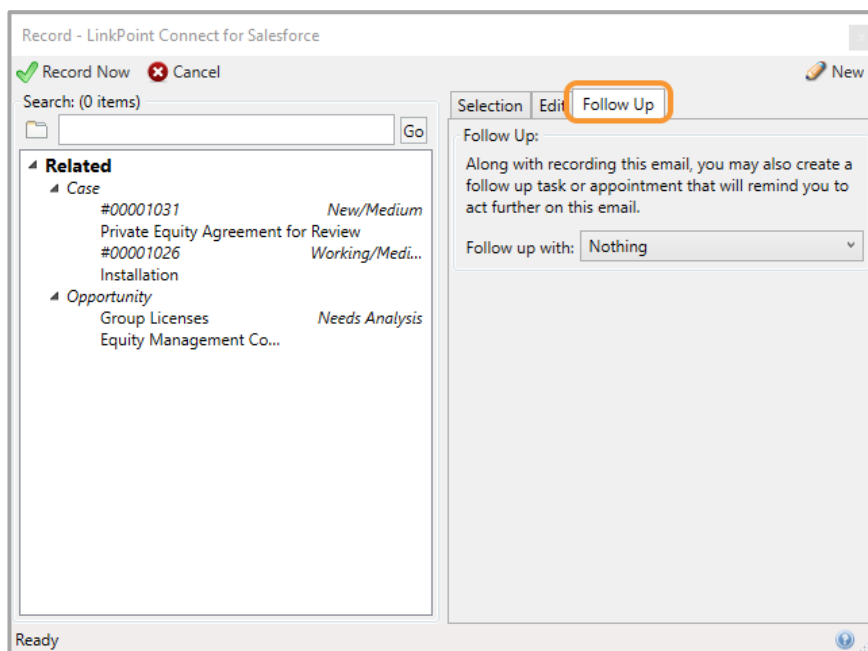 Record - LinkPoint Connect for Salesforce
Record Now Cancel New
Search: (0 items)
Go
Related
Case
#00001031 New/Medium
Private Equity Agreement for Review
#00001026 Working/Medi...
Installation
Opportunity
Group Licenses Needs Analysis
Equity Management Co...
Selection Edit Follow Up
Follow Up:
Along with recording this email, you may also create a
follow up task or appointment that will remind you to
act further on this email.
Follow up with: Nothing
Ready